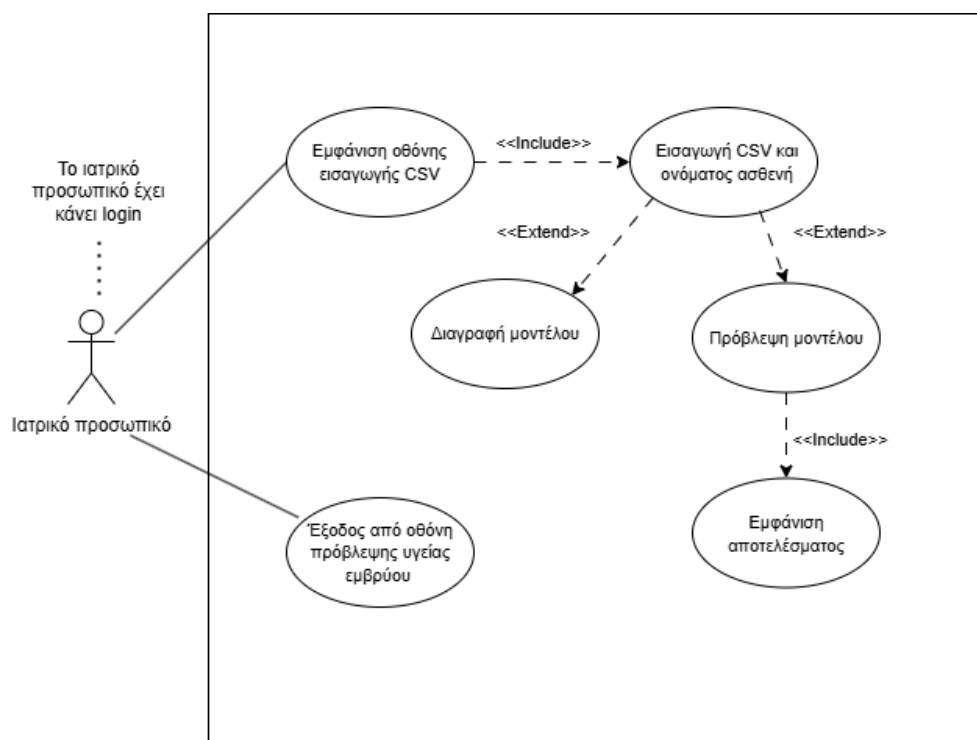 Εμφάνιση οθόνης
εισαγωγής CSV
<<Include>>
Εισαγωγή CSV και
ονόματος ασθενή
Το ιατρικό
προσωπικό έχει
κάνει login
<<Extend>>
<<Extend>>
Διαγραφή μοντέλου
Πρόβλεψη μοντέλου
Ιατρικό προσωπικό
<<Include>>
Έξοδος από οθόνη
πρόβλεψης υγείας
εμβρύου
Εμφάνιση
αποτελέσματος